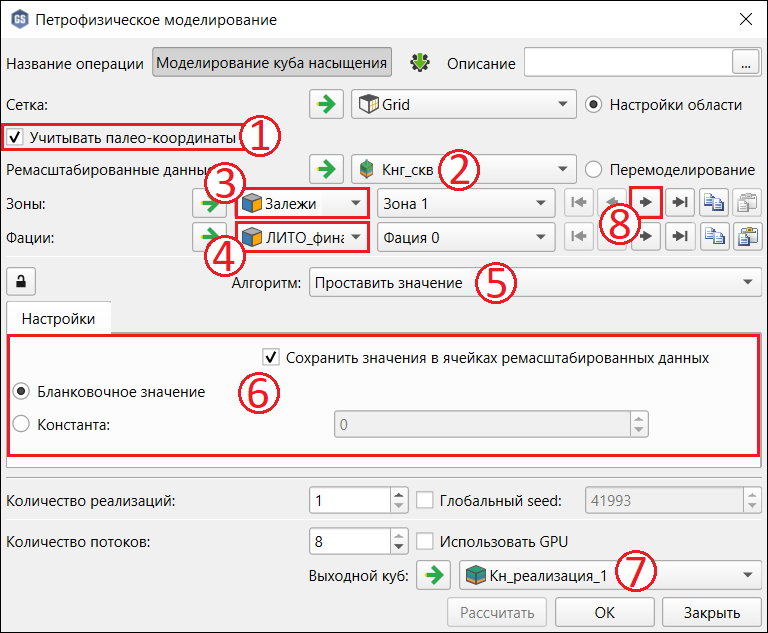 GS Петрофизическое моделирование
Название операции Моделирование куба насыщения Описание ...
Сетка: Grid Настройки области
Учитывать палео-координаты 1
Ремасштабированные данные Кнг_скв 2 Перемоделирование
3
Зоны: Залежи Зона 1
8
Фации: ЛИТО_фина Фация 0
4
Алгоритм: Проставить значение 5
Настройки
Сохранить значения в ячейках ремасштабированных данных
Бланковочное значение 6
Константа: 0
Количество реализаций: 1 Глобальный seed: 41993
Количество потоков: 8 Использовать GPU
Выходной куб: Кн_реализация_1 7
Рассчитать OK Закрыть